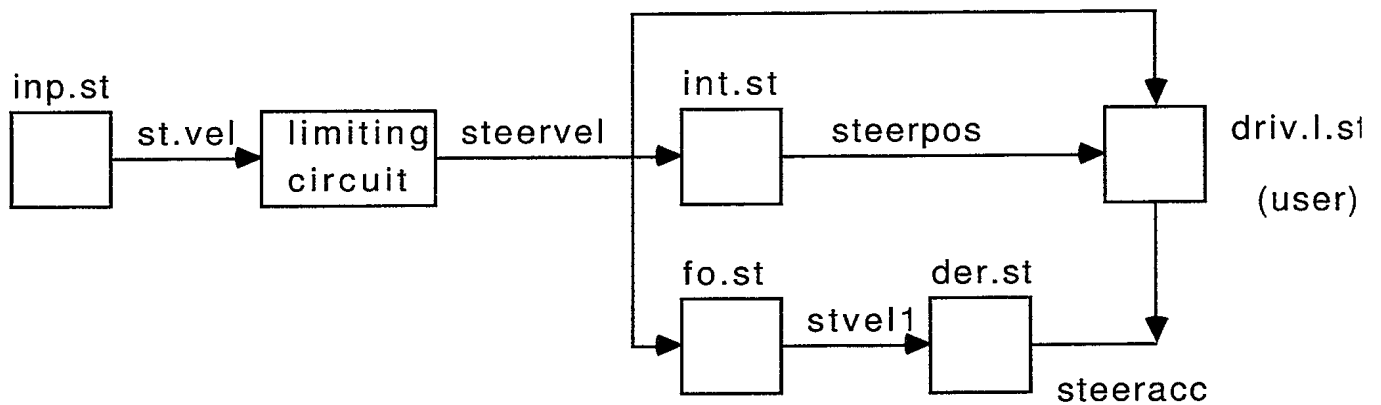 inp.st
st.vel
limiting
circuit
steervel
int.st
steerpos
driv.l.st
(user)
fo.st
stvel1
der.st
steeracc